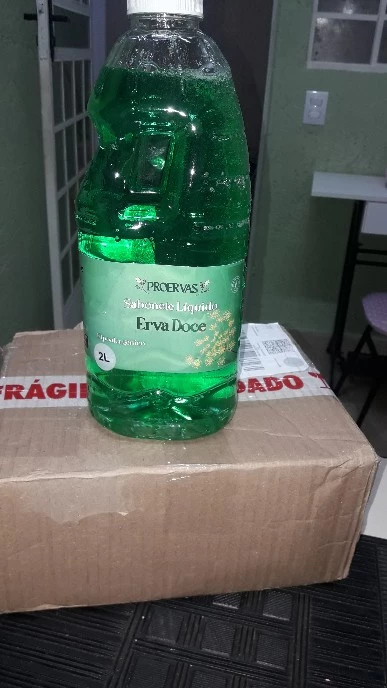 PROERVAS
Sabonete Líquido
Erva Doce
2L
FRÁGIL
DADO